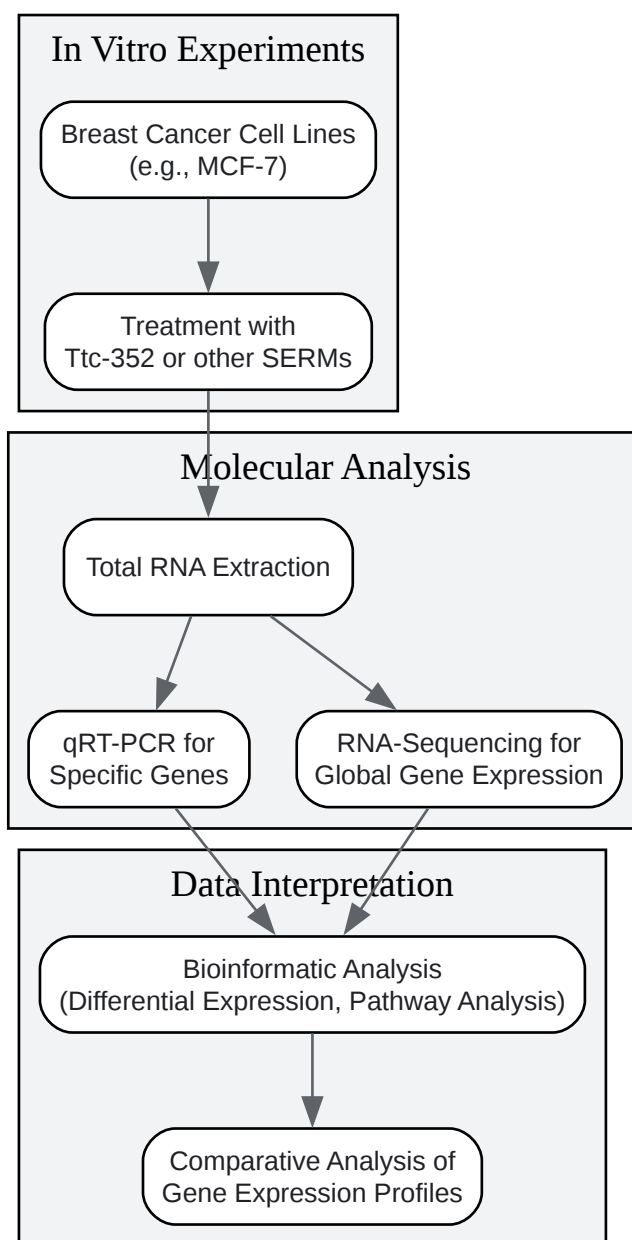 In Vitro Experiments
Breast Cancer Cell Lines
(e.g., MCF-7)
Treatment with
Ttc-352 or other SERMs
Molecular Analysis
Total RNA Extraction
qRT-PCR for
Specific Genes
RNA-Sequencing for
Global Gene Expression
Data Interpretation
Bioinformatic Analysis
(Differential Expression, Pathway Analysis)
Comparative Analysis of
Gene Expression Profiles